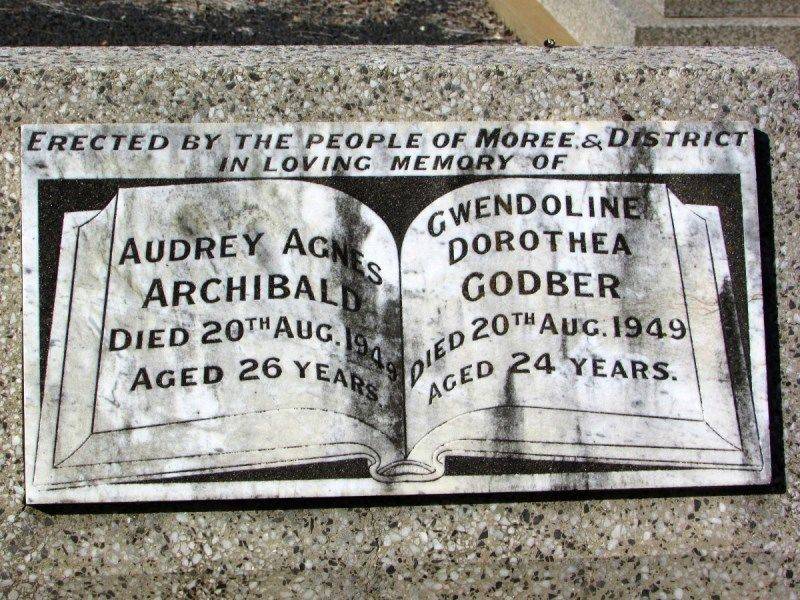 ERECTED BY THE PEOPLE OF MOREE & DISTRICT
IN LOVING MEMORY OF
AUDREY AGNES
ARCHIBALD
DIED 20TH AUG. 1949
AGED 26 YEARS
GWENDOLINE
DOROTHEA
GODBER
DIED 20TH AUG. 1949
AGED 24 YEARS.